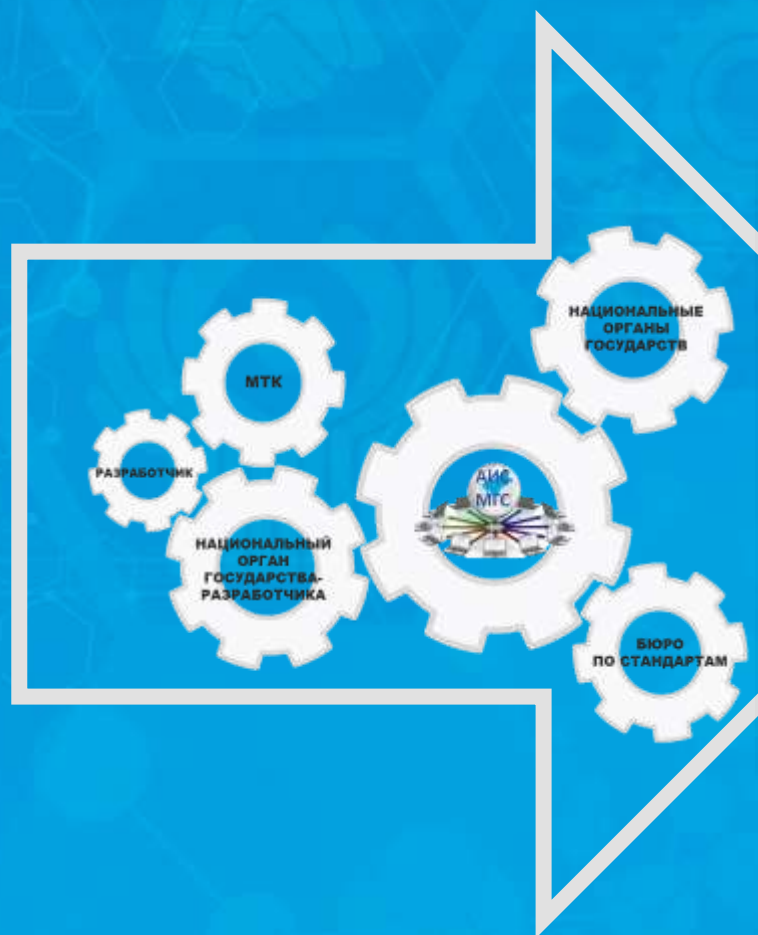 НАЦИОНАЛЬНЫЕ
ОРГАНЫ
ГОСУДАРСТВ
МТК
РАЗРАБОТЧИК
АИС
МГС
НАЦИОНАЛЬНЫЙ
ОРГАН
ГОСУДАРСТВА-
РАЗРАБОТЧИКА
БЮРО
ПО СТАНДАРТАМ